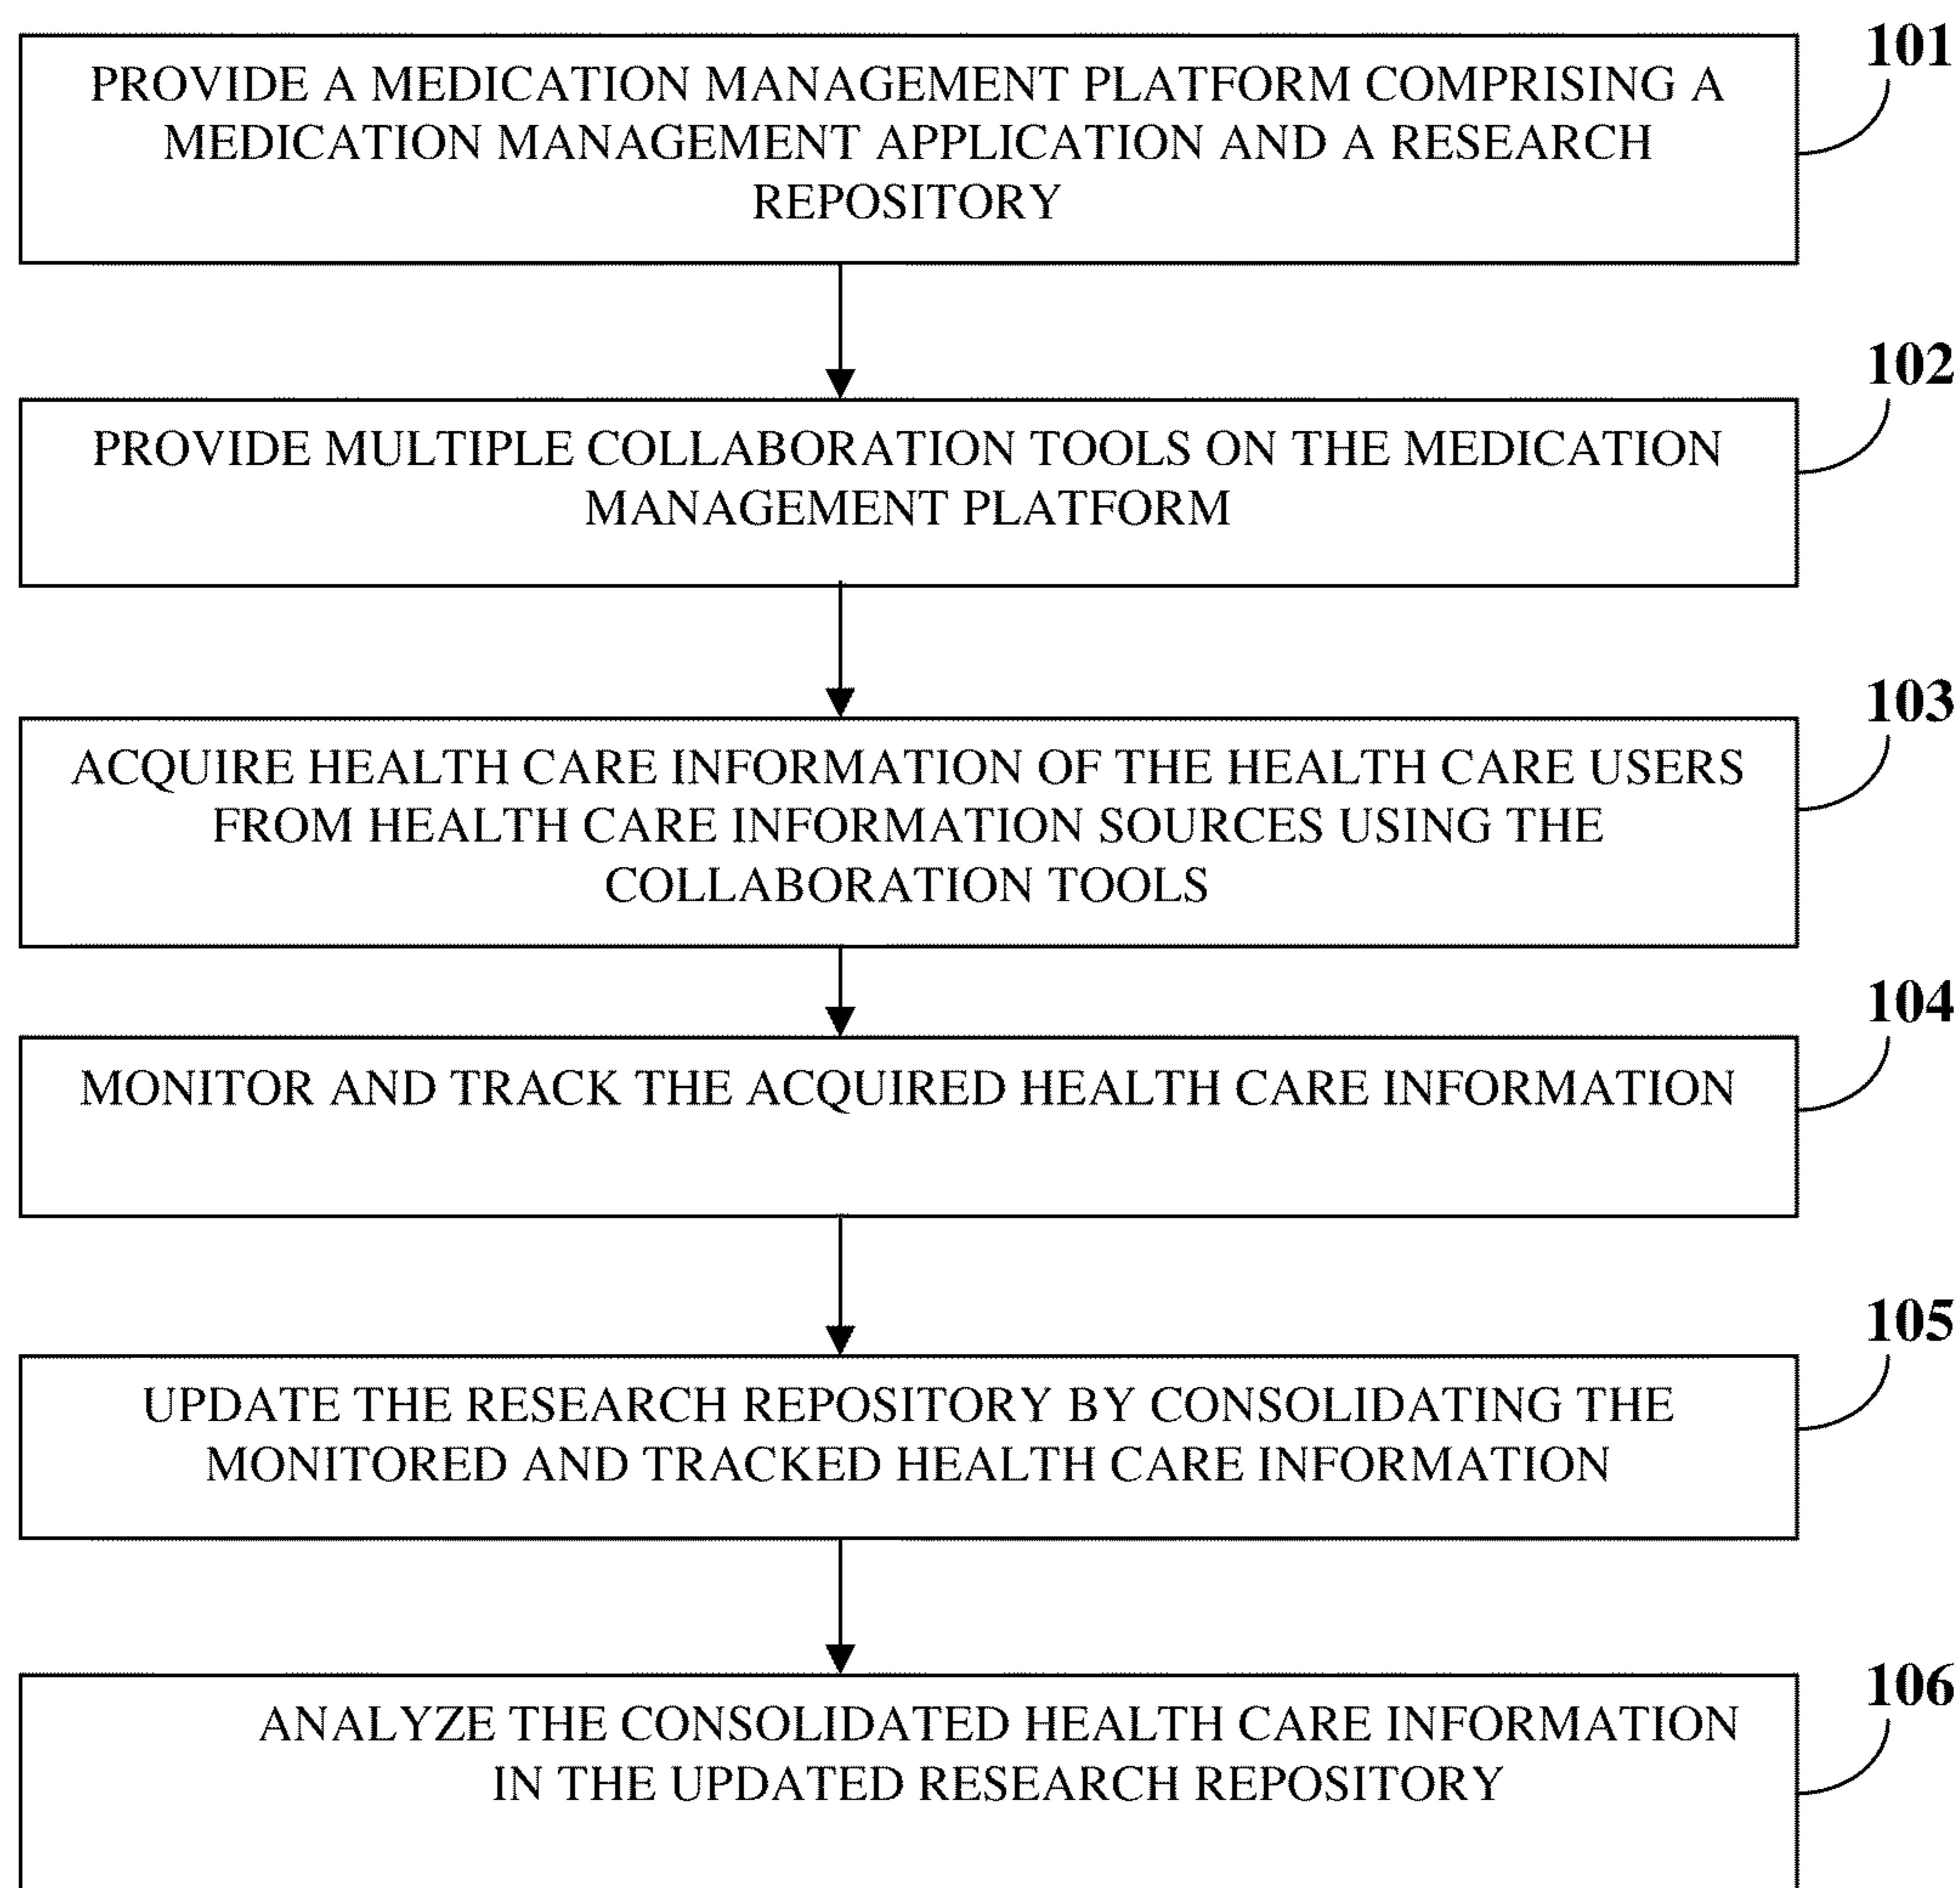 101
PROVIDE A MEDICATION MANAGEMENT PLATFORM COMPRISING A
MEDICATION MANAGEMENT APPLICATION AND A RESEARCH
REPOSITORY
102
PROVIDE MULTIPLE COLLABORATION TOOLS ON THE MEDICATION
MANAGEMENT PLATFORM
103
ACQUIRE HEALTH CARE INFORMATION OF THE HEALTH CARE USERS
FROM HEALTH CARE INFORMATION SOURCES USING THE
COLLABORATION TOOLS
104
MONITOR AND TRACK THE ACQUIRED HEALTH CARE INFORMATION
105
UPDATE THE RESEARCH REPOSITORY BY CONSOLIDATING THE
MONITORED AND TRACKED HEALTH CARE INFORMATION
106
ANALYZE THE CONSOLIDATED HEALTH CARE INFORMATION
IN THE UPDATED RESEARCH REPOSITORY